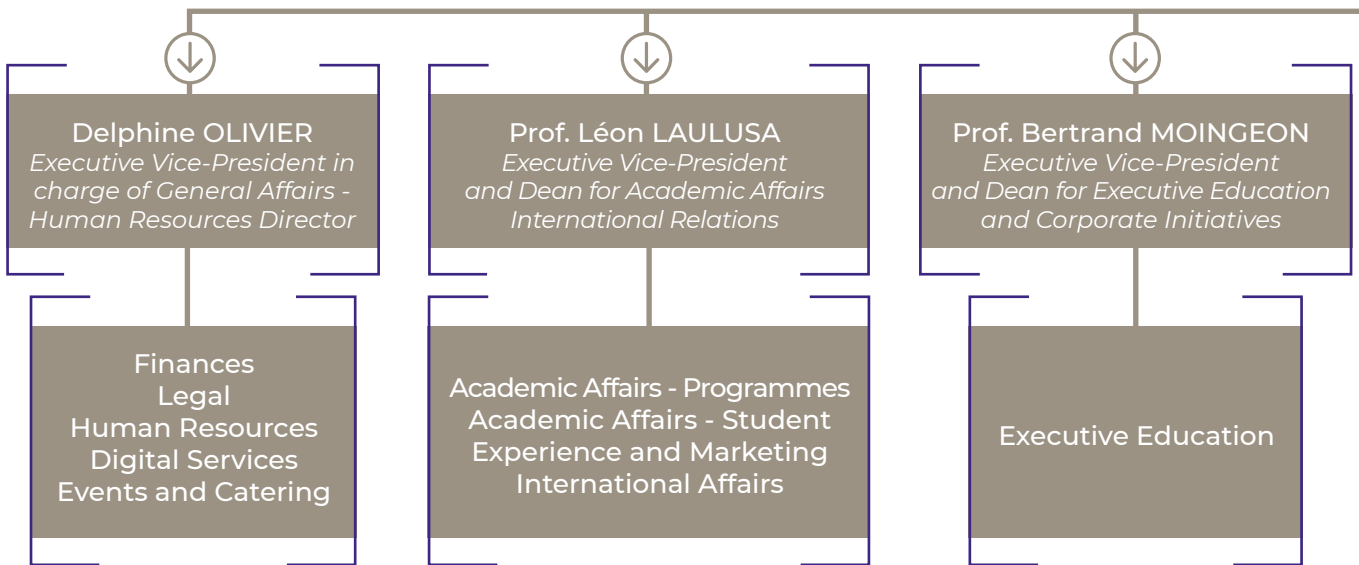 Delphine OLIVIER
Executive Vice-President in
charge of General Affairs -
Human Resources Director
Prof. Léon LAULUSA
Executive Vice-President
and Dean for Academic Affairs
International Relations
Prof. Bertrand MOINGEON
Executive Vice-President
and Dean for Executive Education
and Corporate Initiatives
Finances
Legal
Human Resources
Digital Services
Events and Catering
Academic Affairs - Programmes
Academic Affairs - Student
Experience and Marketing
International Affairs
Executive Education